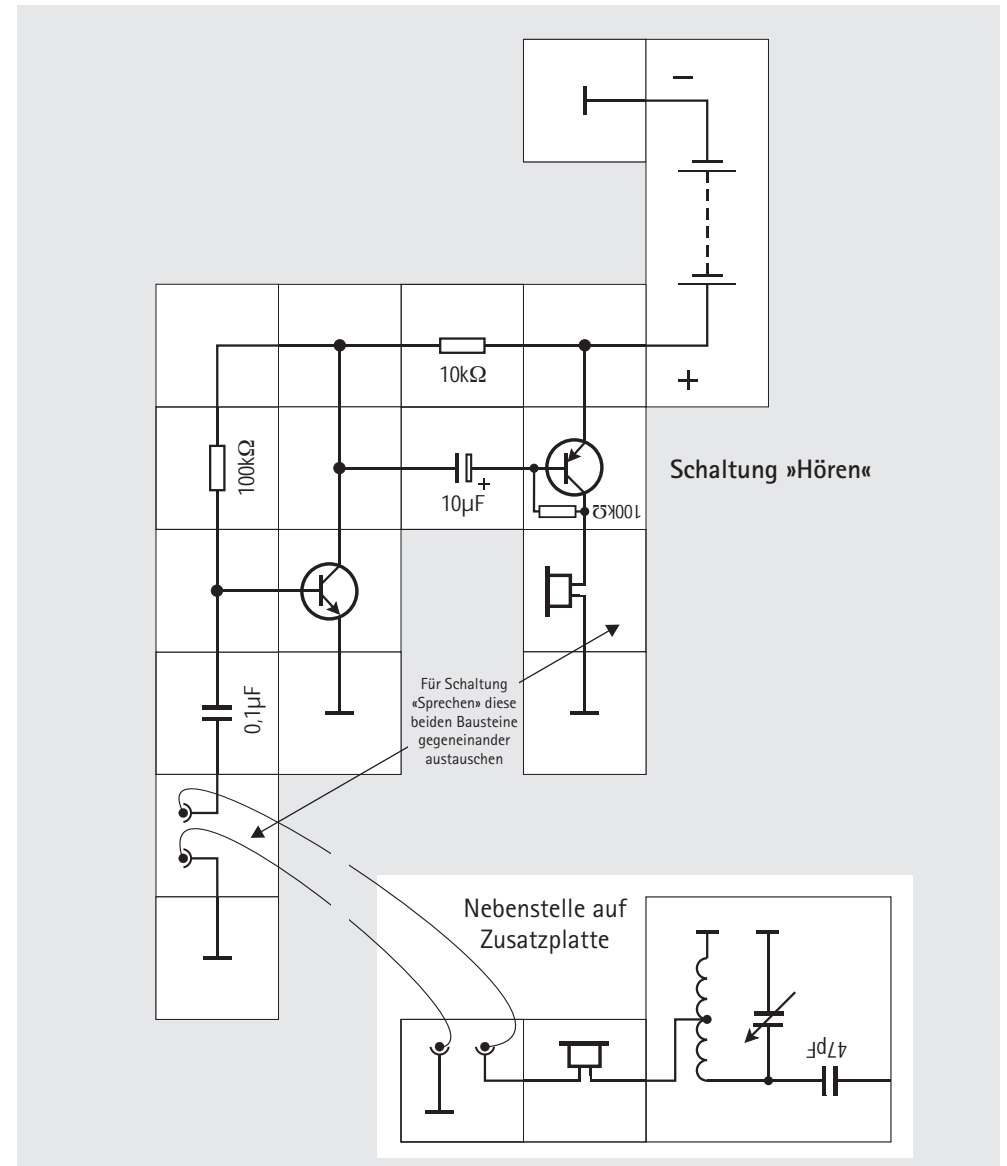 −
10kΩ
+
100kΩ
10µF
+
100kΩ
Schaltung »Hören«
0,1µF
Für Schaltung
«Sprechen» diese
beiden Bausteine
gegeneinander
austauschen
Nebenstelle auf
Zusatzplatte
47pF